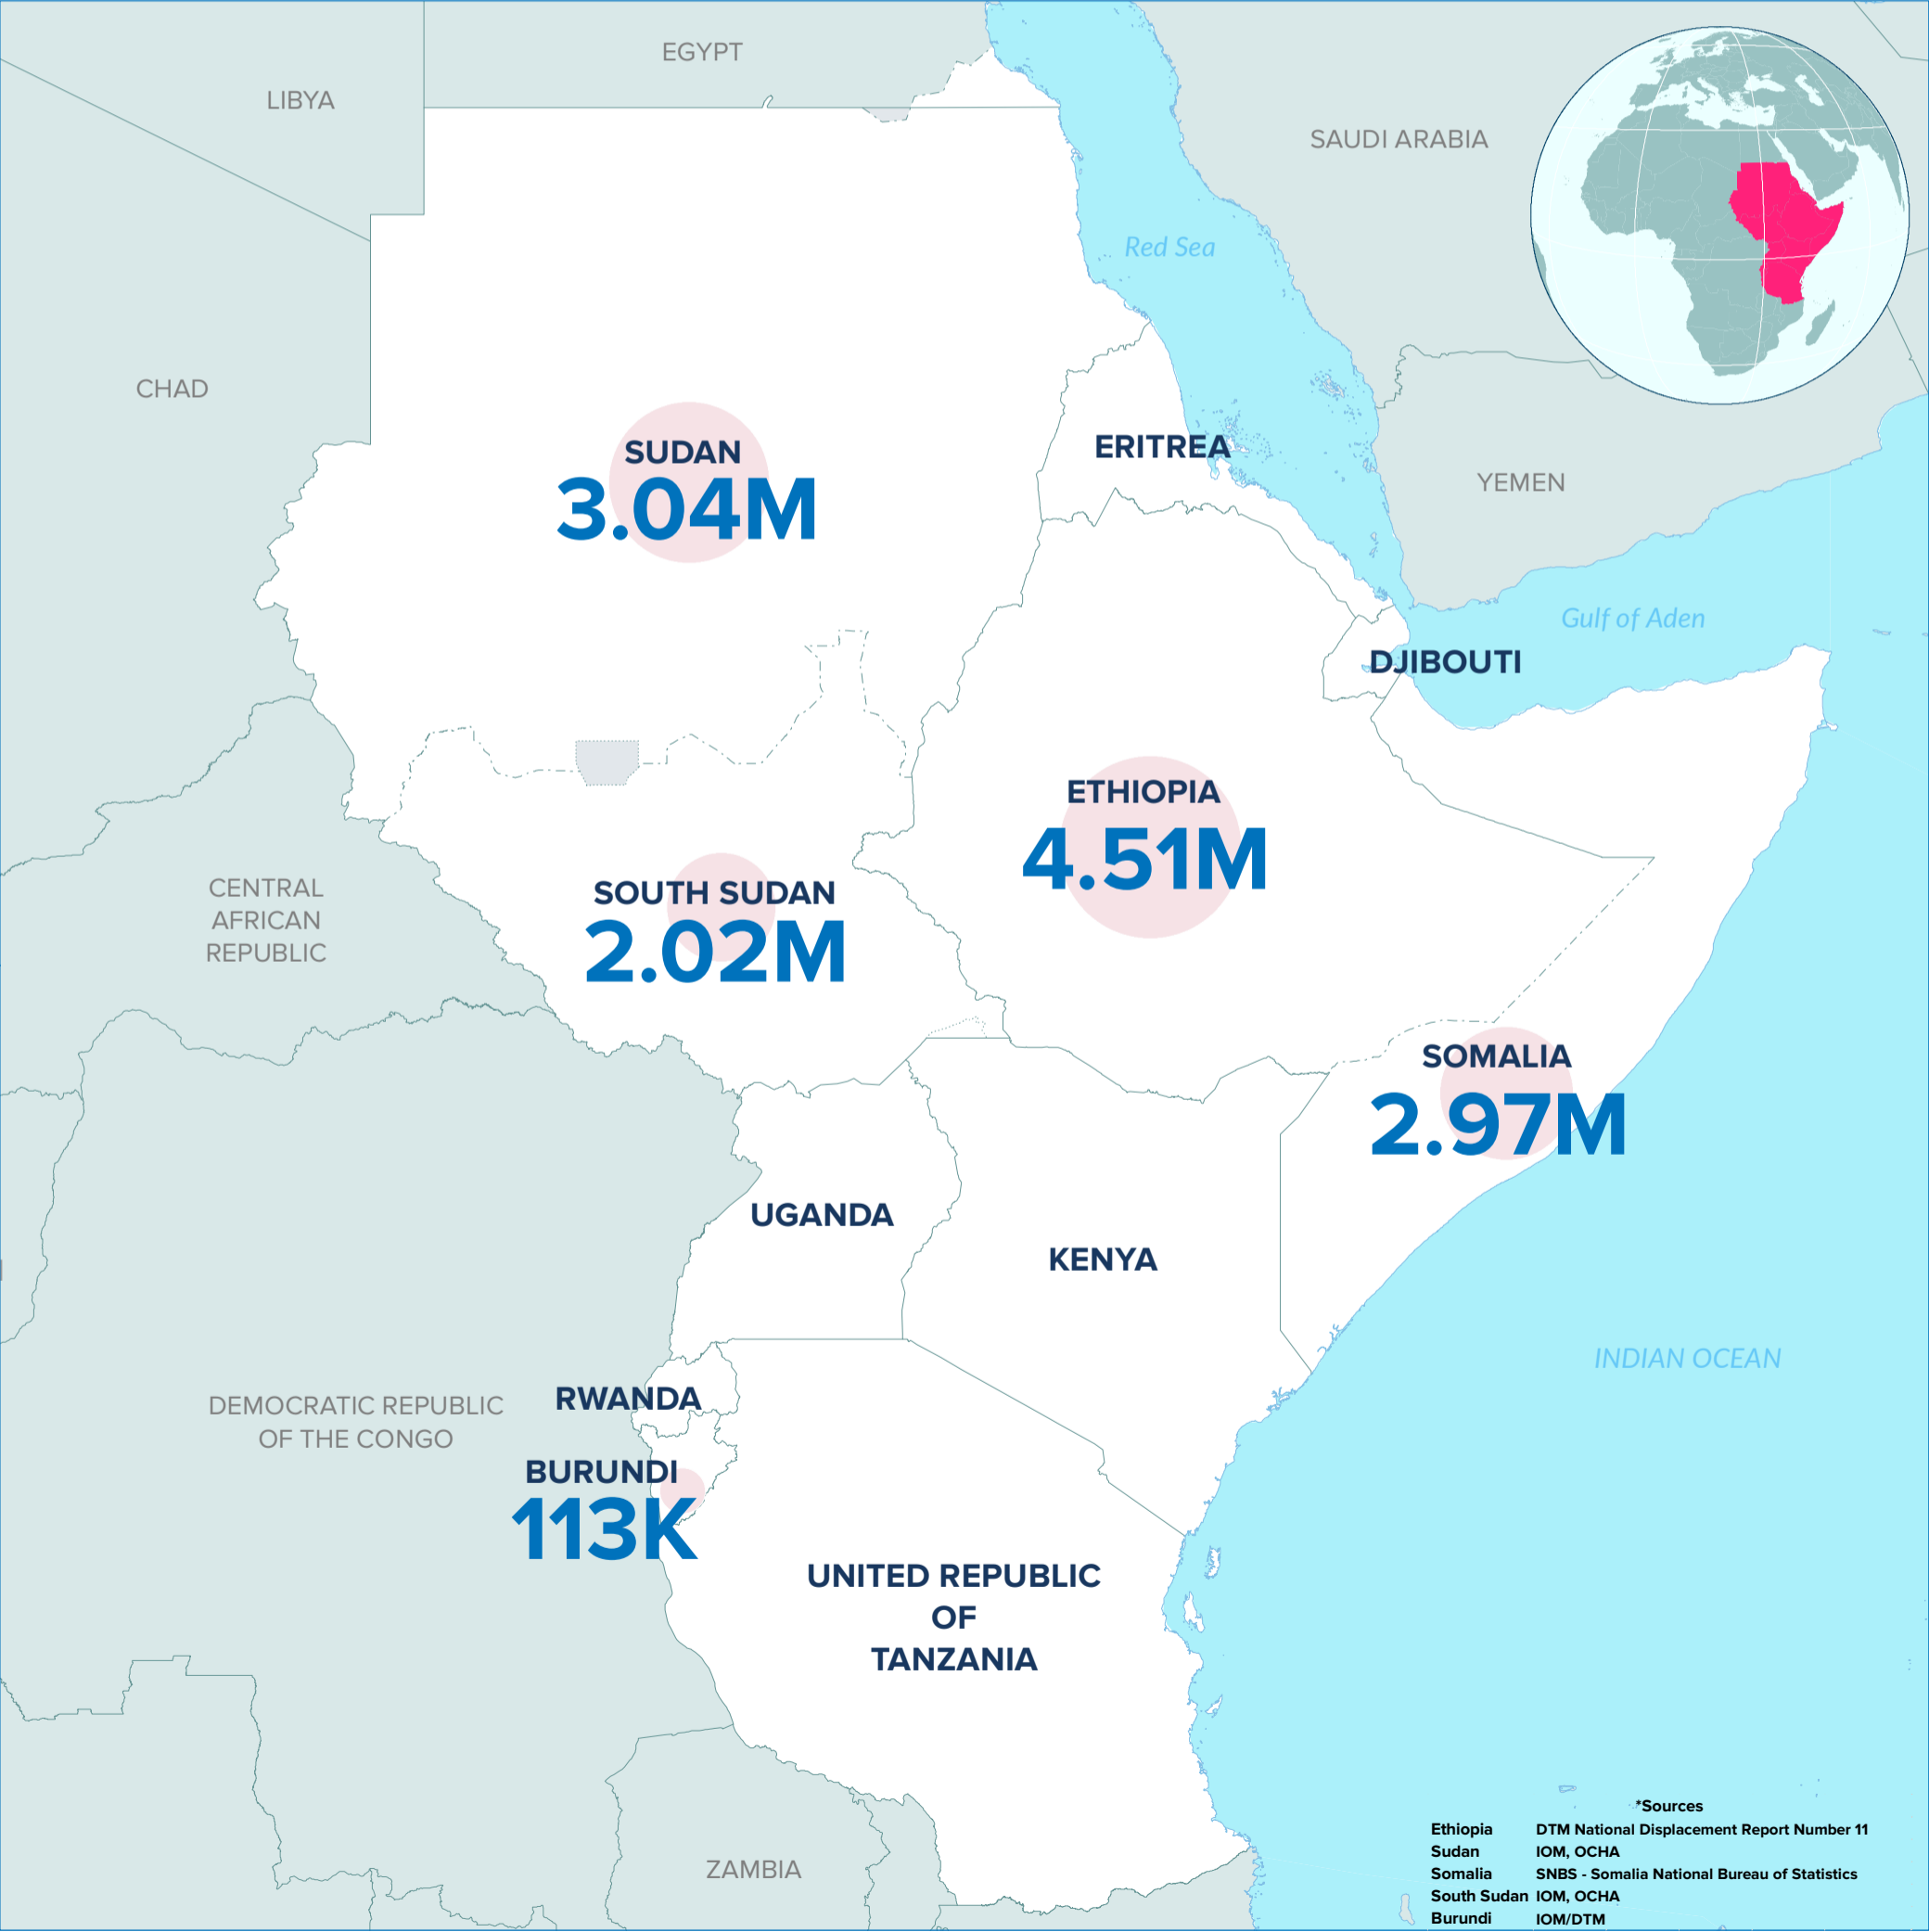 EGYPT
LIBYA
SAUDI ARABIA
Red Sea
CHAD
SUDAN
3.04M
ERITREA
YEMEN
Gulf of Aden
DJIBOUTI
ETHIOPIA
4.51M
CENTRAL
AFRICAN
REPUBLIC
SOUTH SUDAN
2.02M
SOMALIA
2.97M
UGANDA
KENYA
INDIAN OCEAN
RWANDA
DEMOCRATIC REPUBLIC
OF THE CONGO
BURUNDI
113K
UNITED REPUBLIC
OF
TANZANIA
ZAMBIA
*Sources
Ethiopia DTM National Displacement Report Number 11
Sudan IOM, OCHA
Somalia SNBS - Somalia National Bureau of Statistics
South Sudan IOM, OCHA
Burundi IOM/DTM